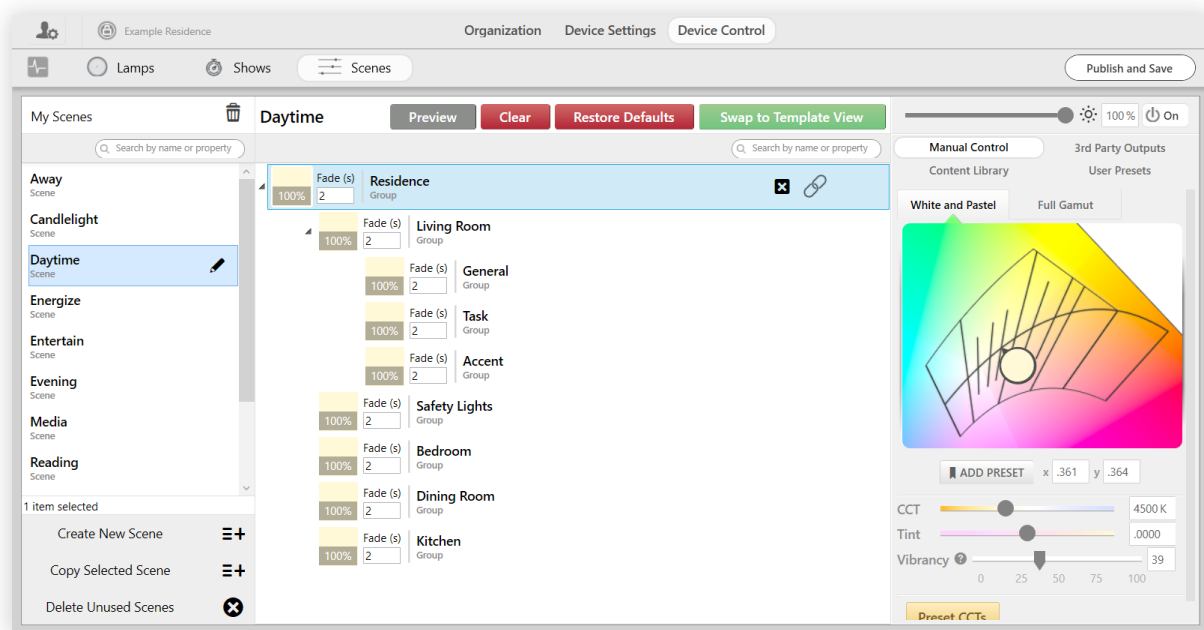 Example Residence
Organization Device Settings Device Control
Lamps Shows Scenes Publish and Save
My Scenes
Search by name or property
Away
Scene
Candlelight
Scene
Daytime
Scene
Energize
Scene
Entertain
Scene
Evening
Scene
Media
Scene
Reading
Scene
1 item selected
Create New Scene
Copy Selected Scene
Delete Unused Scenes
Daytime Preview Clear Restore Defaults Swap to Template View
Search by name or property
100% Fade (s) 2 Residence
Group
100% Fade (s) 2 Living Room
Group
100% Fade (s) 2 General
Group
100% Fade (s) 2 Task
Group
100% Fade (s) 2 Accent
Group
100% Fade (s) 2 Safety Lights
Group
100% Fade (s) 2 Bedroom
Group
100% Fade (s) 2 Dining Room
Group
100% Fade (s) 2 Kitchen
Group
100 % On
Manual Control 3rd Party Outputs
Content Library User Presets
White and Pastel Full Gamut
ADD PRESET x .361 y .364
CCT 4500 K
Tint .0000
Vibrancy ? 39
0 25 50 75 100
Preset CCTs